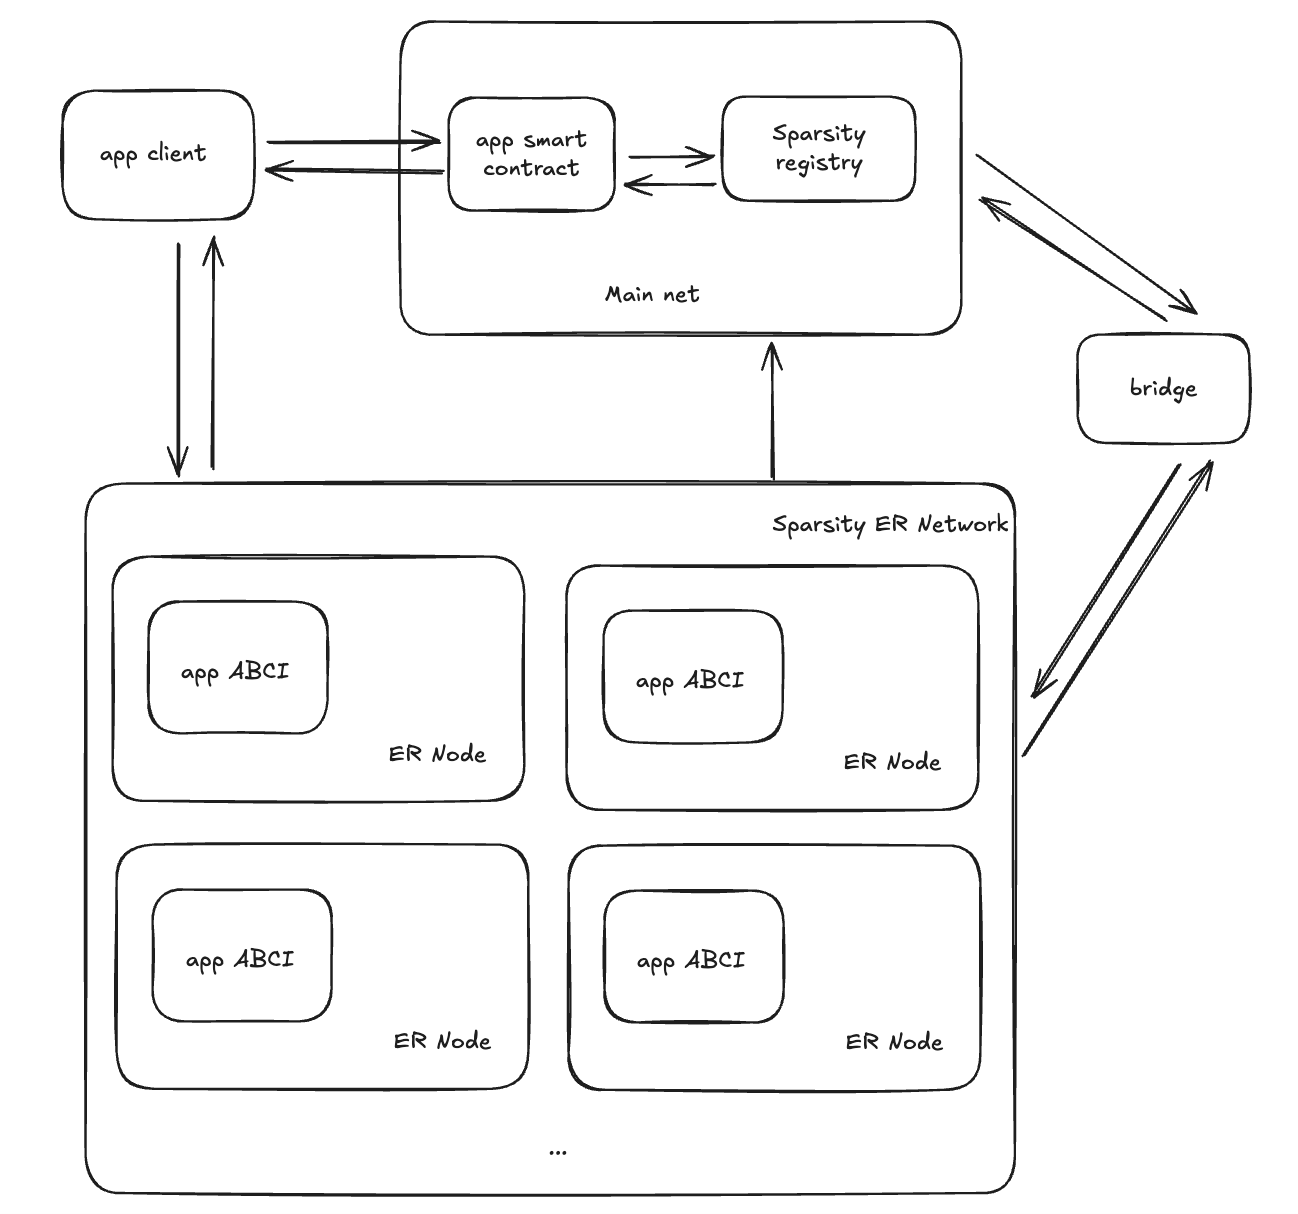 app client
app smart
contract
Sparsity
registry
Main net
bridge
Sparsity ER Network
app ABCI
ER Node
app ABCI
ER Node
app ABCI
ER Node
app ABCI
ER Node
...